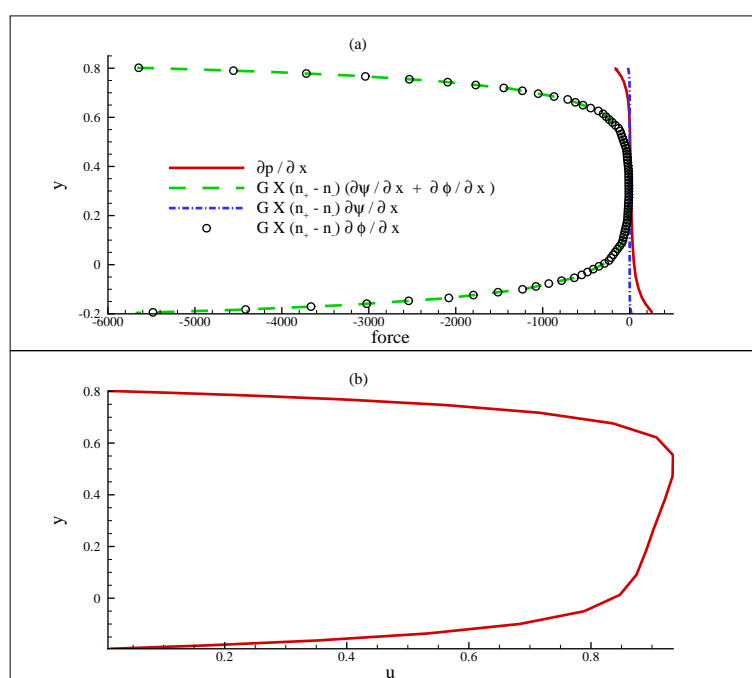 (a)
0.8
0.6
0.4
0.2
0
-0.2
y
∂p / ∂ x
G X (n+ - n-) (∂ψ / ∂ x + ∂ ϕ / ∂ x )
G X (n+ - n-) ∂ψ / ∂ x
G X (n+ - n-) ∂ ϕ / ∂ x
-6000 -5000 -4000 -3000 -2000 -1000 0
force
(b)
0.8
0.6
0.4
0.2
0
y
0.2 0.4 0.6 0.8
u